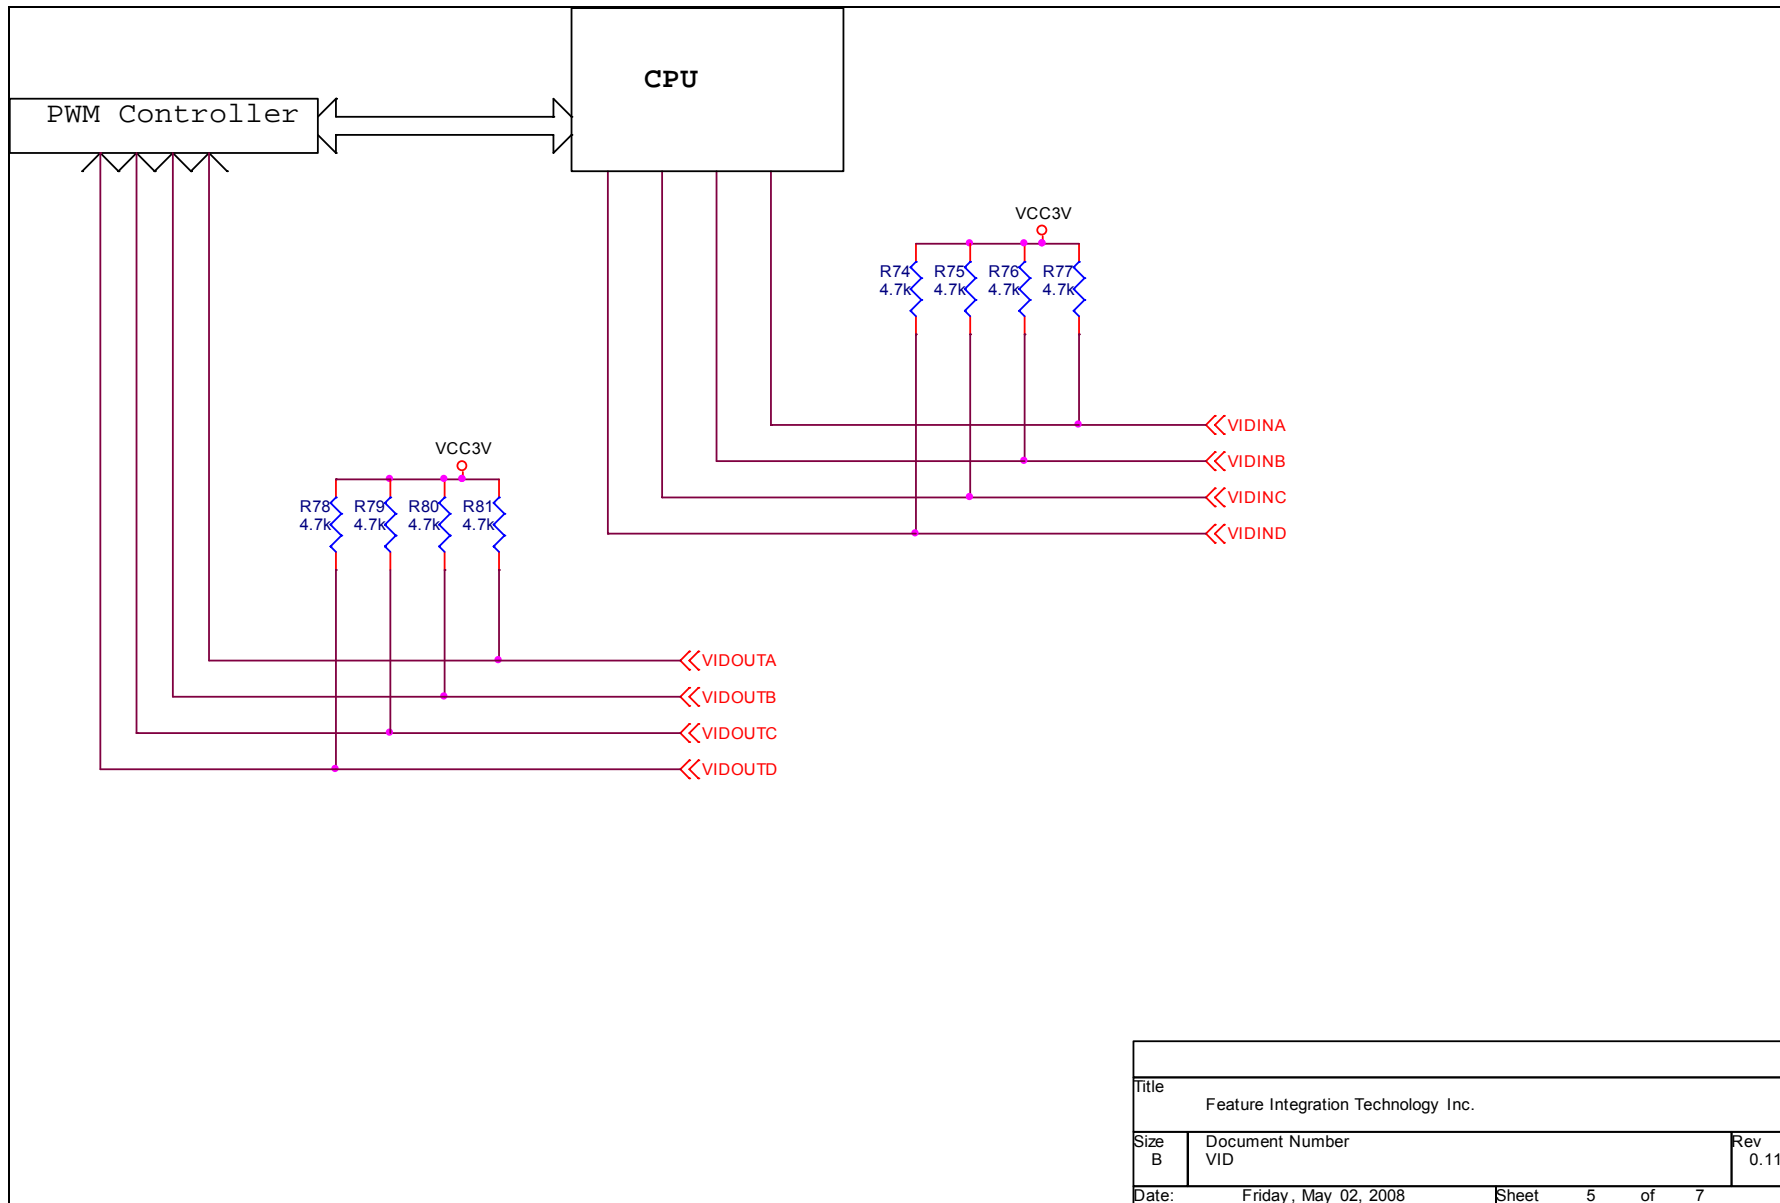 CPU
PWM Controller
VCC3V
R74 R75 R76 R77
4.7k 4.7k 4.7k 4.7k
VIDINA
VIDINB
VIDINC
VIDIND
VCC3V
R78 R79 R80 R81
4.7k 4.7k 4.7k 4.7k
VIDOUTA
VIDOUTB
VIDOUTC
VIDOUTD
Title
Feature Integration Technology Inc.
Size Document Number Rev
B VID 0.11
Date: Friday, May 02, 2008 Sheet 5 of 7